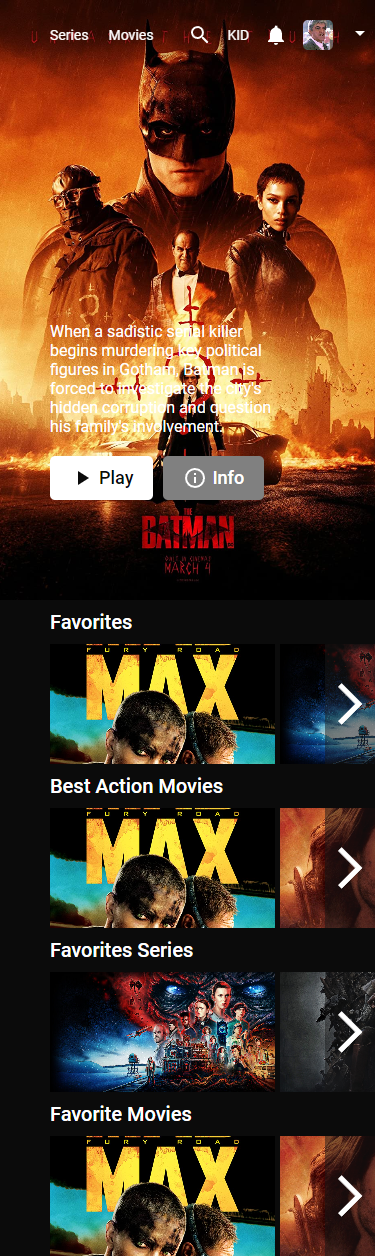 Series Movies KID
When a sadistic serial killer
begins murdering key political
figures in Gotham, Batman is
forced to investigate the city's
hidden corruption and question
his family's involvement.
Play Info
THE
BATMAN
ONLY IN CINEMAS
MARCH 4
Favorites
FURY ROAD
MAX
Best Action Movies
FURY ROAD
MAX
Favorites Series
Favorite Movies
FURY ROAD
MAX